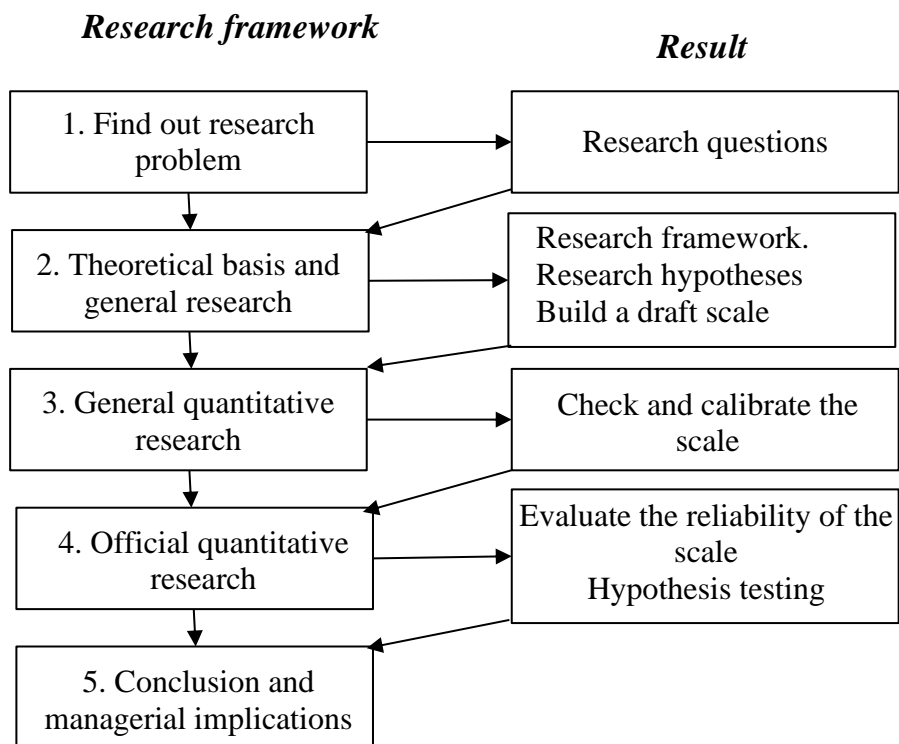 Research framework
Result
1. Find out research
problem
Research questions
2. Theoretical basis and
general research
Research framework.
Research hypotheses
Build a draft scale
3. General quantitative
research
Check and calibrate the
scale
4. Official quantitative
research
Evaluate the reliability of the
scale
Hypothesis testing
5. Conclusion and
managerial implications